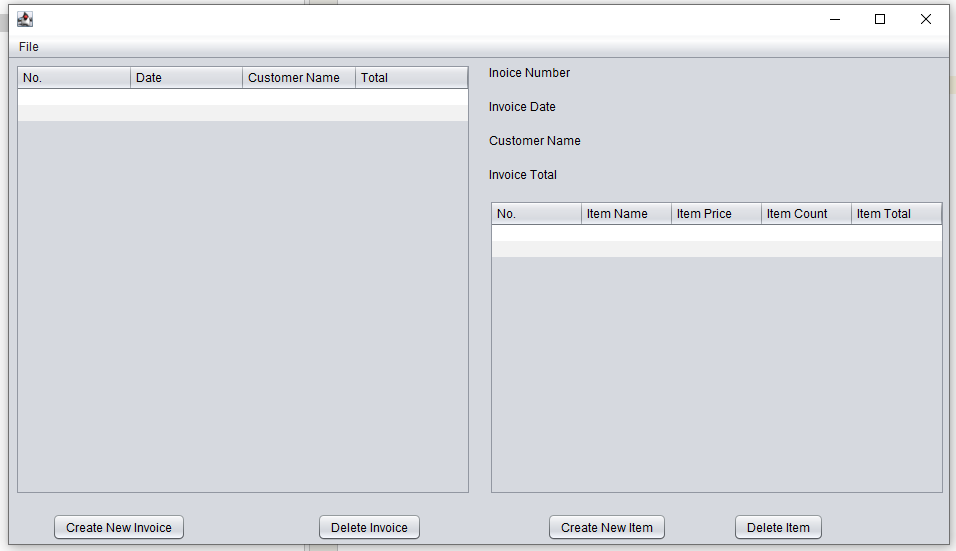 File
No. Date Customer Name Total
Inoice Number
Invoice Date
Customer Name
Invoice Total
No. Item Name Item Price Item Count Item Total
Create New Invoice Delete Invoice Create New Item Delete Item